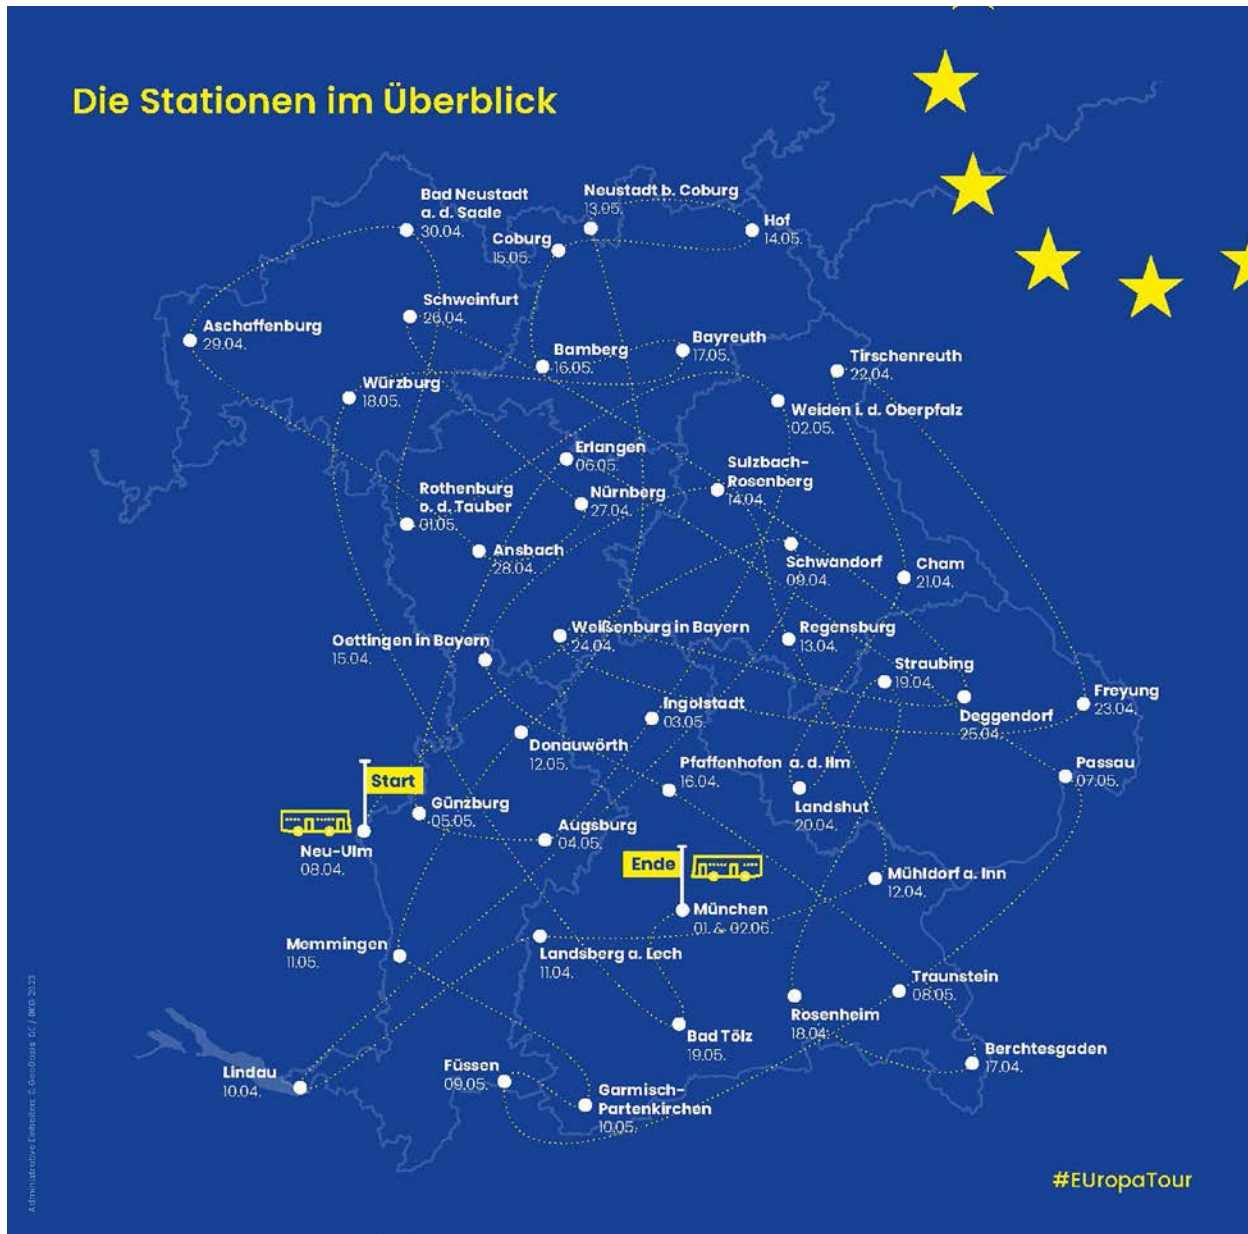 Die Stationen im Überblick
Bad Neustadt
a. d. Saale
30.04.
Neustadt b. Coburg
13.05.
Hof
14.05.
Coburg
15.05.
Schweinfurt
26.04.
Aschaffenburg
29.04.
Bamberg
16.05.
Bayreuth
17.05.
Tirschenreuth
22.04.
Würzburg
18.05.
Weiden i. d. Oberpfalz
02.05.
Erlangen
06.05.
Sulzbach-
Rosenberg
14.04.
Rothenburg
o. d. Tauber
01.05.
Nürnberg
27.04.
Ansbach
28.04.
Schwandorf
09.04.
Cham
21.04.
Weißenburg in Bayern
24.04.
Regensburg
13.04.
Oettingen in Bayern
15.04.
Straubing
19.04.
Ingolstadt
03.05.
Deggendorf
25.04.
Freyung
23.04.
Donauwörth
12.05.
Pfaffenhofen a. d. Ilm
16.04.
Passau
07.05.
Start
Günzburg
05.05.
Landshut
20.04.
Neu-Ulm
08.04.
Augsburg
04.05.
Ende
Mühldorf a. Inn
12.04.
München
01. & 02.06.
Memmingen
11.05.
Landsberg a. Lech
11.04.
Traunstein
08.05.
Rosenheim
18.04.
Bad Tölz
19.05.
Berchtesgaden
17.04.
Lindau
10.04.
Füssen
09.05.
Garmisch-
Partenkirchen
10.05.
#EUropaTour
Administrative Einheiten: © GeoBasis-DE / BKG 2023